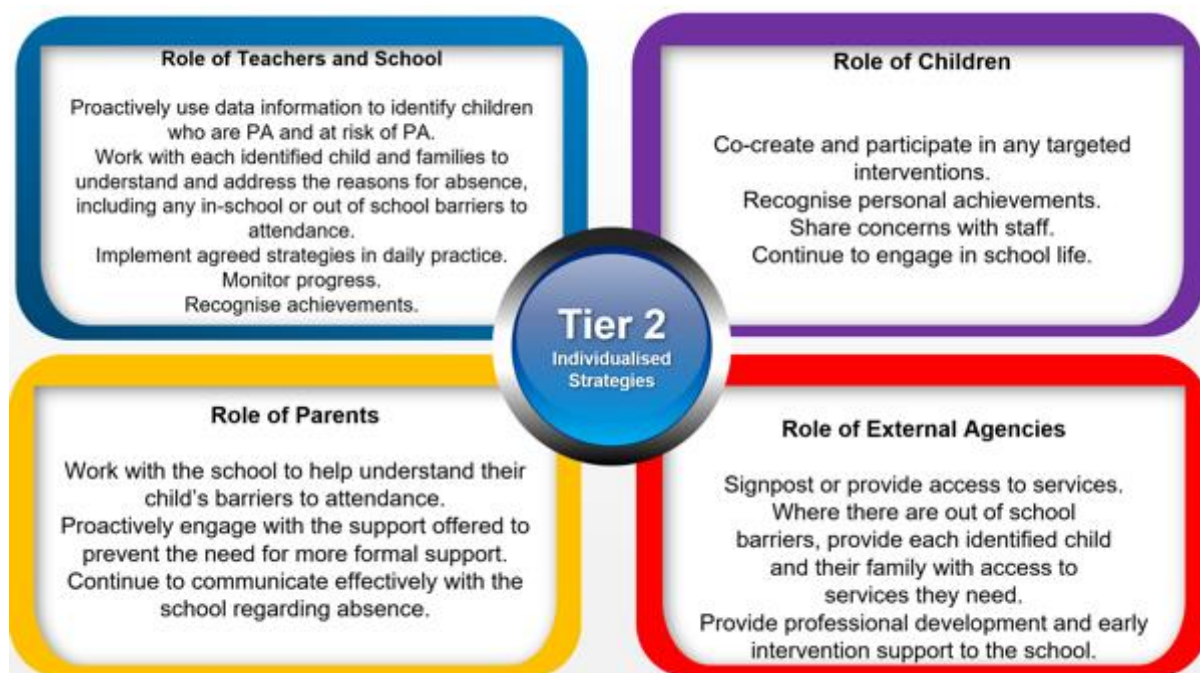 Role of Teachers and School
Proactively use data information to identify children
who are PA and at risk of PA.
Work with each identified child and families to
understand and address the reasons for absence,
including any in-school or out of school barriers to
attendance.
Implement agreed strategies in daily practice.
Monitor progress.
Recognise achievements.
Role of Children
Co-create and participate in any targeted
interventions.
Recognise personal achievements.
Share concerns with staff.
Continue to engage in school life.
Tier 2
Individualised
Strategies
Role of Parents
Work with the school to help understand their
child's barriers to attendance.
Proactively engage with the support offered to
prevent the need for more formal support.
Continue to communicate effectively with the
school regarding absence.
Role of External Agencies
Signpost or provide access to services.
Where there are out of school
barriers, provide each identified child
and their family with access to
services they need.
Provide professional development and early
intervention support to the school.